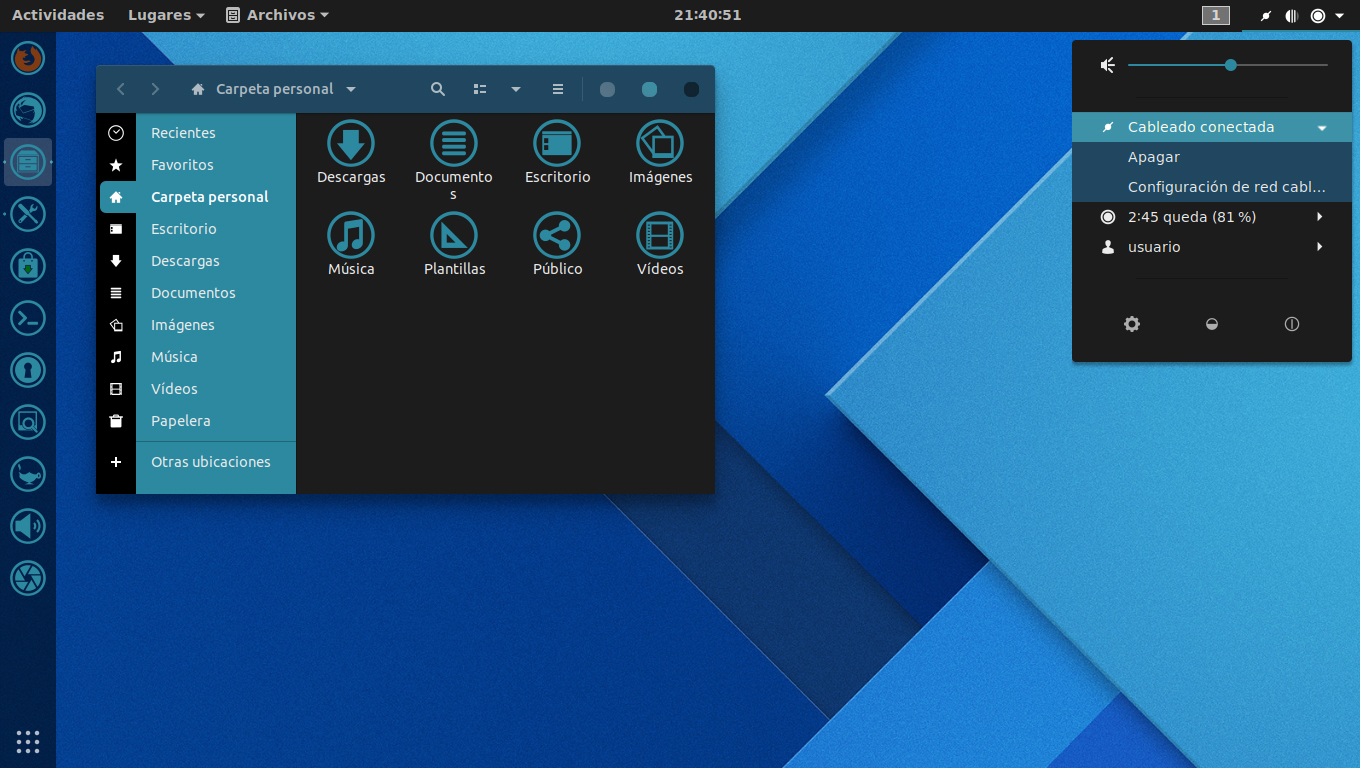 Actividades Lugares Archivos 21:40:51 1
Carpeta personal
Recientes
Favoritos
Carpeta personal
Escritorio
Descargas
Documentos
Imágenes
Música
Vídeos
Papelera
Otras ubicaciones
Descargas Documento Escritorio Imágenes
s
Música Plantillas Público Vídeos
Cableado conectada
Apagar
Configuración de red cabl...
2:45 queda (81 %)
usuario